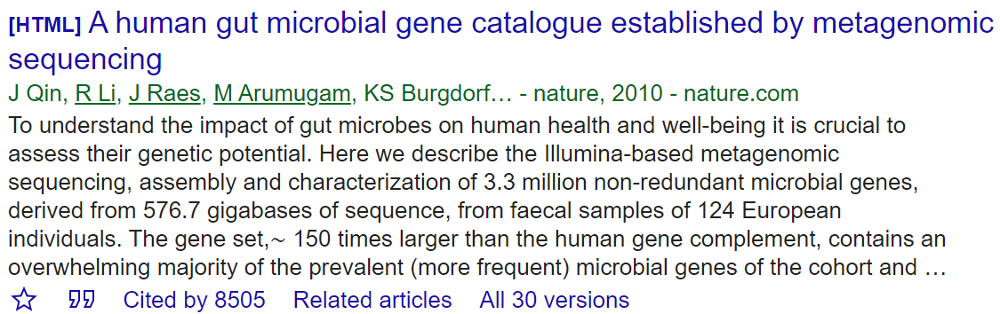 [HTML] A human gut microbial gene catalogue established by metagenomic
sequencing
J Qin, R Li, J Raes, M Arumugam, KS Burgdorf… - nature, 2010 - nature.com
To understand the impact of gut microbes on human health and well-being it is crucial to
assess their genetic potential. Here we describe the Illumina-based metagenomic
sequencing, assembly and characterization of 3.3 million non-redundant microbial genes,
derived from 576.7 gigabases of sequence, from faecal samples of 124 European
individuals. The gene set,~ 150 times larger than the human gene complement, contains an
overwhelming majority of the prevalent (more frequent) microbial genes of the cohort and …
Cited by 8505 Related articles All 30 versions